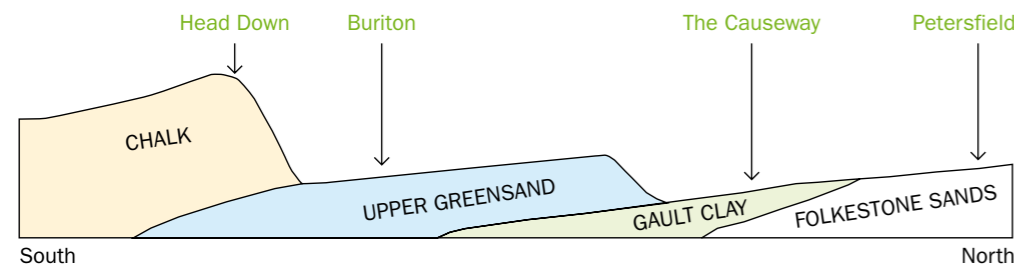 Head Down
Buriton
The Causeway
Petersfield
CHALK
UPPER GREENSAND
GAULT CLAY
FOLKESTONE SANDS
South
North